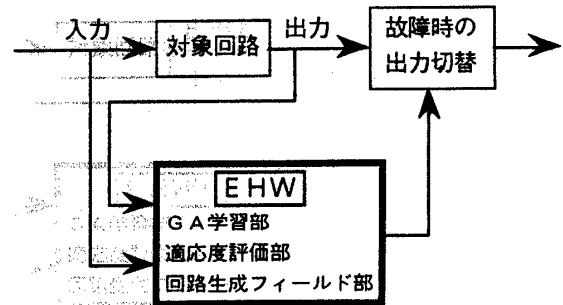 入力
対象回路
出力
故障時の
出力切替
EHW
GA学習部
適応度評価部
回路生成フィールド部